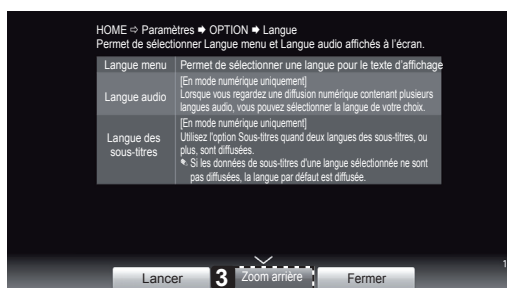 HOME ⇨ Paramètres ➡ OPTION ➡ Langue
Permet de sélectionner Langue menu et Langue audio affichés à l'écran.
Langue menu Permet de sélectionner une langue pour le texte d'affichage
Langue audio
[En mode numérique uniquement]
Lorsque vous regardez une diffusion numérique contenant plusieurs
langues audio, vous pouvez sélectionner la langue de votre choix.
Langue des
sous-titres
[En mode numérique uniquement]
Utilisez l'option Sous-titres quand deux langues des sous-titres, ou
plus, sont diffusées.
Si les données de sous-titres d'une langue sélectionnée ne sont
pas diffusées, la langue par défaut est diffusée.
1
Lancer 3 Zoom arrière Fermer